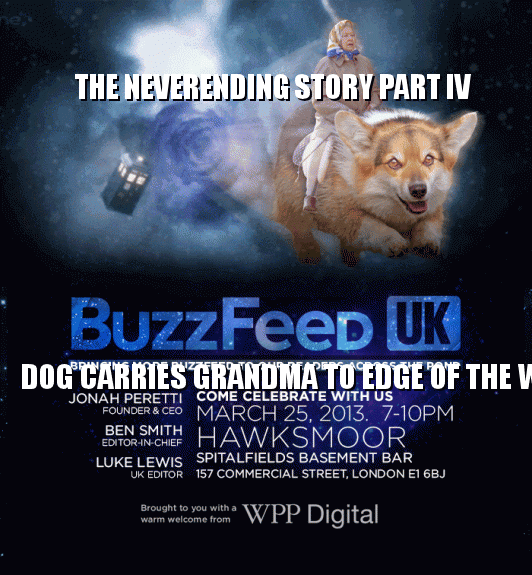 THE NEVERENDING STORY PART IV
BUZZFEED UK
DOG CARRIES GRANDMA TO EDGE OF THE W
JONAH PERETTI
FOUNDER & CEO
BEN SMITH
EDITOR-IN-CHIEF
LUKE LEWIS
UK EDITOR
COME CELEBRATE WITH US
MARCH 25, 2013. 7-10PM
HAWKSMOOR
SPITALFIELDS BASEMENT BAR
157 COMMERCIAL STREET, LONDON E1 6BJ
Brought to you with a
warm welcome from
WPP Digital